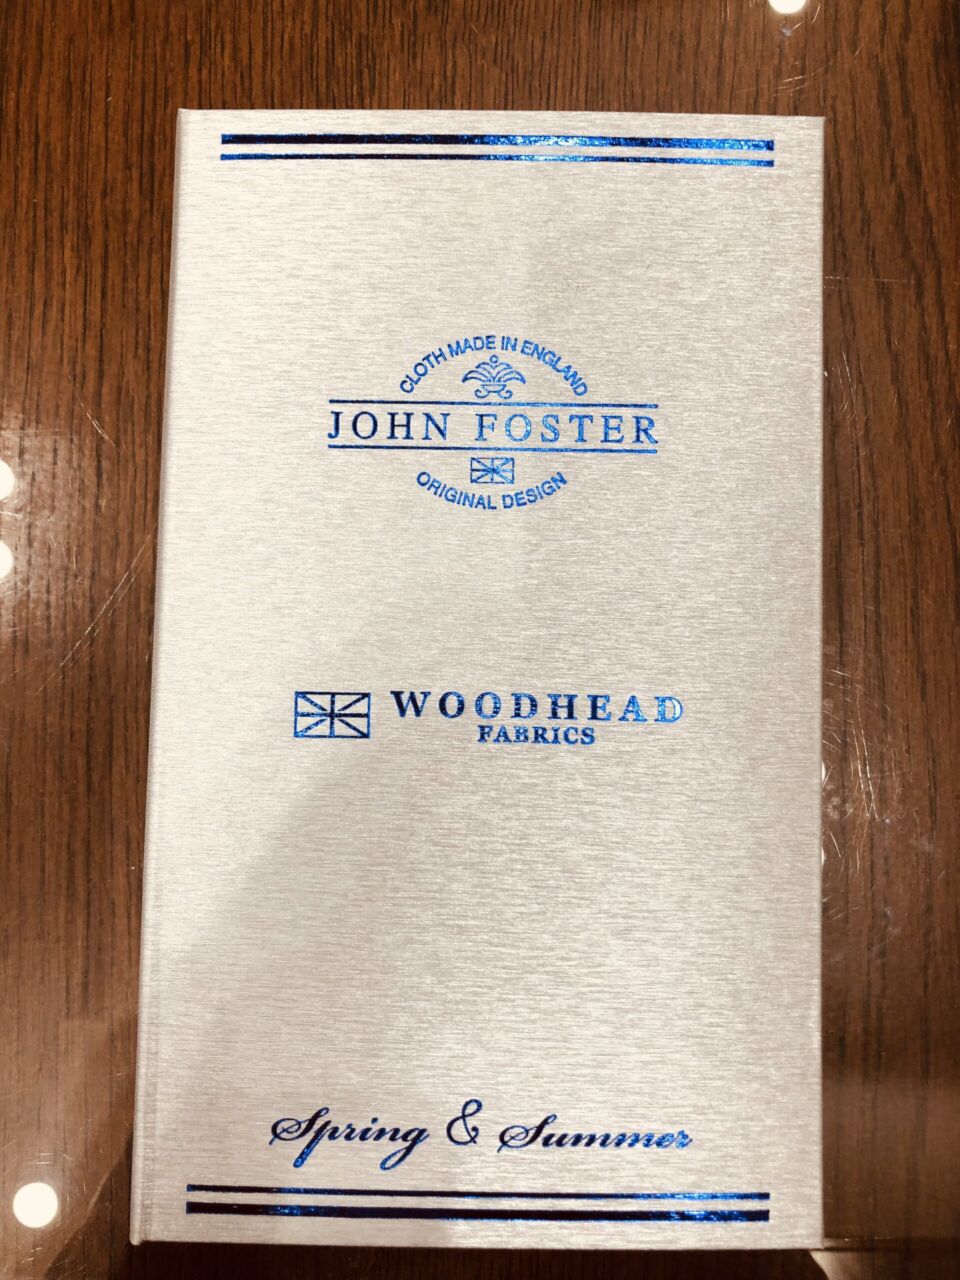 CLOTH MADE IN ENGLAND
JOHN FOSTER
ORIGINAL DESIGN
WOODHEAD
FABRICS
Spring & Summer